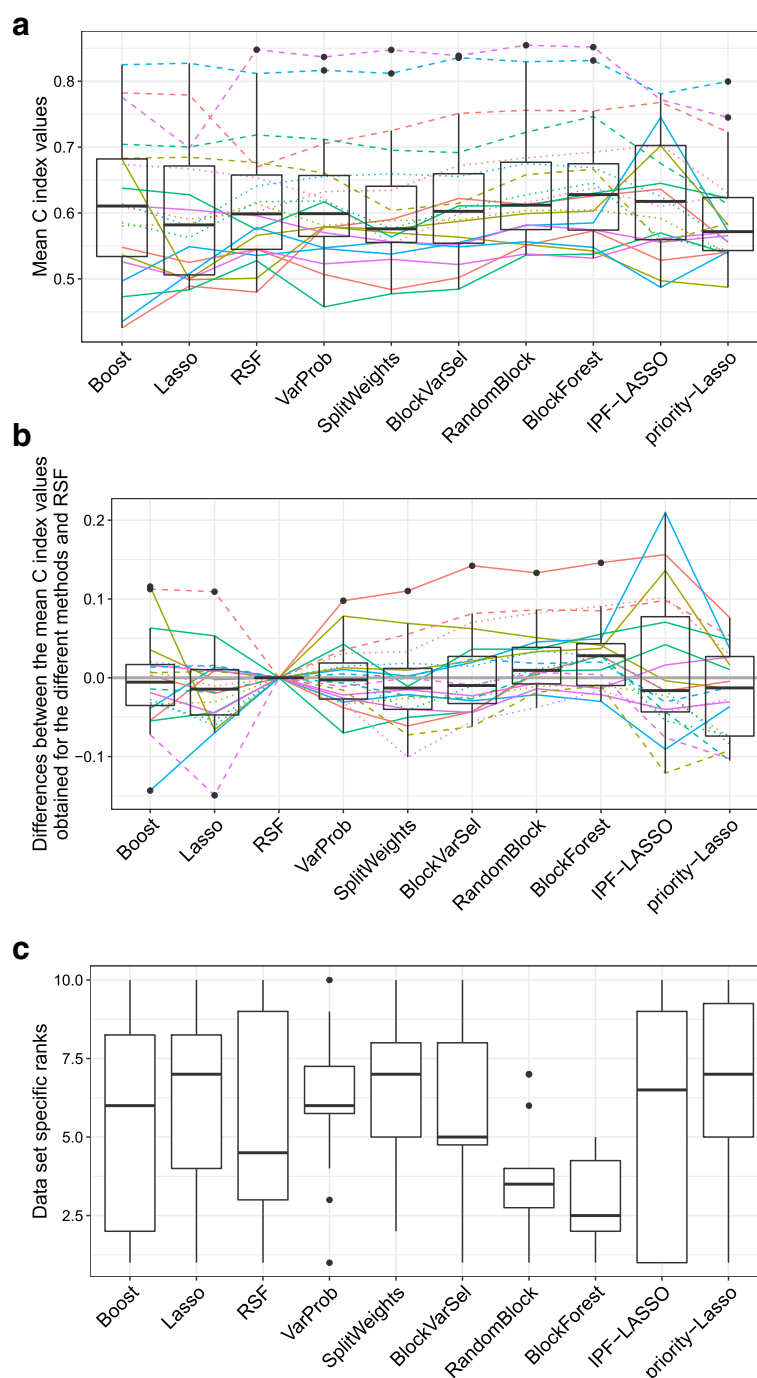 a
Mean C index values
0.8
0.7
0.6
0.5
Boost
Lasso
RSF
VarProb
SplitWeights
BlockVarSel
RandomBlock
BlockForest
IPF−LASSO
priority−Lasso
b
Differences between the mean C index values
obtained for the different methods and RSF
0.2
0.1
0.0
−0.1
Boost
Lasso
RSF
VarProb
SplitWeights
BlockVarSel
RandomBlock
BlockForest
IPF−LASSO
priority−Lasso
c
Data set specific ranks
10.0
7.5
5.0
2.5
Boost
Lasso
RSF
VarProb
SplitWeights
BlockVarSel
RandomBlock
BlockForest
IPF−LASSO
priority−Lasso